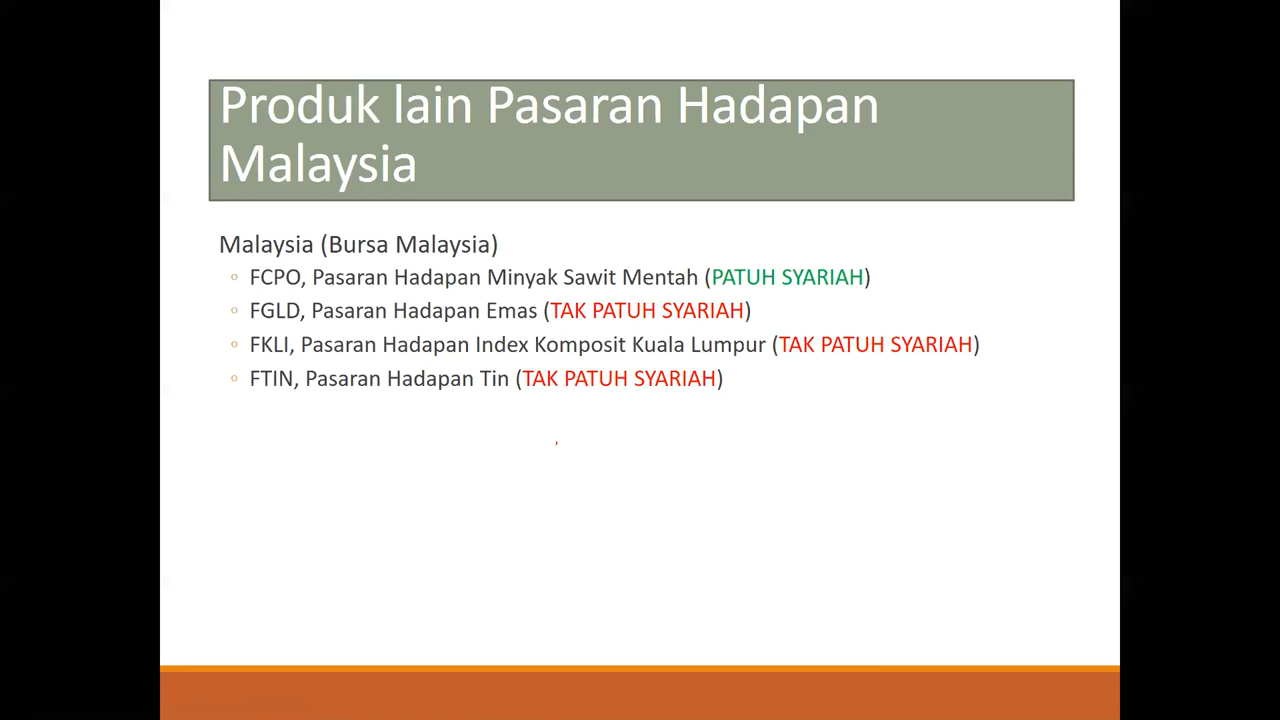 Produk lain Pasaran Hadapan
Malaysia
Malaysia (Bursa Malaysia)
FCPO, Pasaran Hadapan Minyak Sawit Mentah (PATUH SYARIAH)
FGLD, Pasaran Hadapan Emas (TAK PATUH SYARIAH)
FKLI, Pasaran Hadapan Index Komposit Kuala Lumpur (TAK PATUH SYARIAH)
FTIN, Pasaran Hadapan Tin (TAK PATUH SYARIAH)